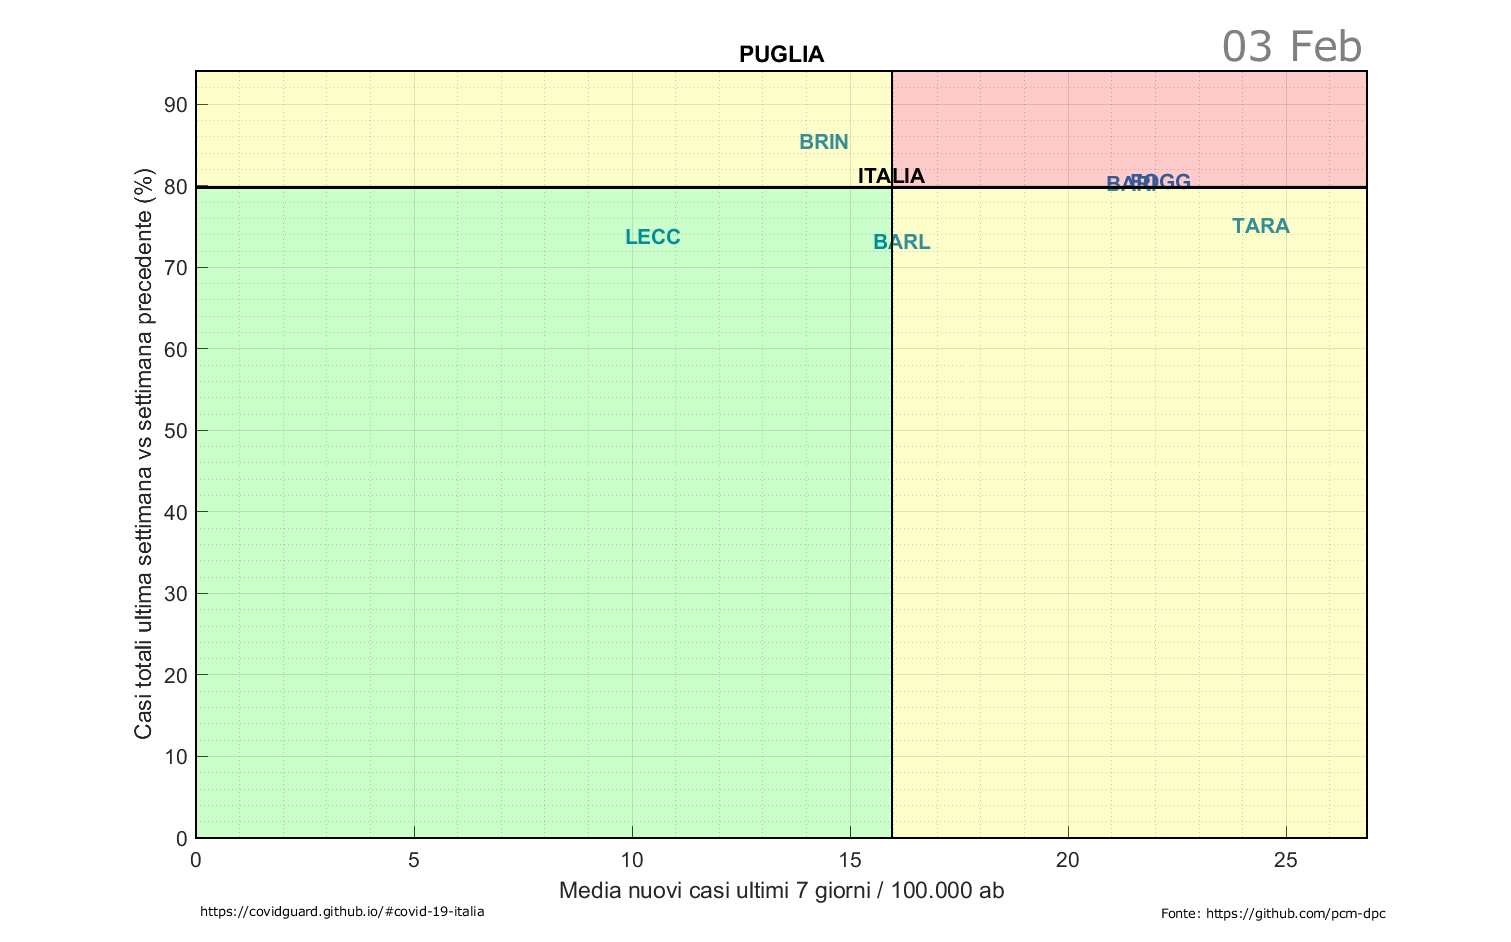 PUGLIA
03 Feb
Casi totali ultima settimana vs settimana precedente (%)
90
80
70
60
50
40
30
20
10
0
BRIN
ITALIA
BARI
FOGG
TARA
LECC
BARL
0
5
10
15
20
25
Media nuovi casi ultimi 7 giorni / 100.000 ab
https://covidguard.github.io/#covid-19-italia
Fonte: https://github.com/pcm-dpc